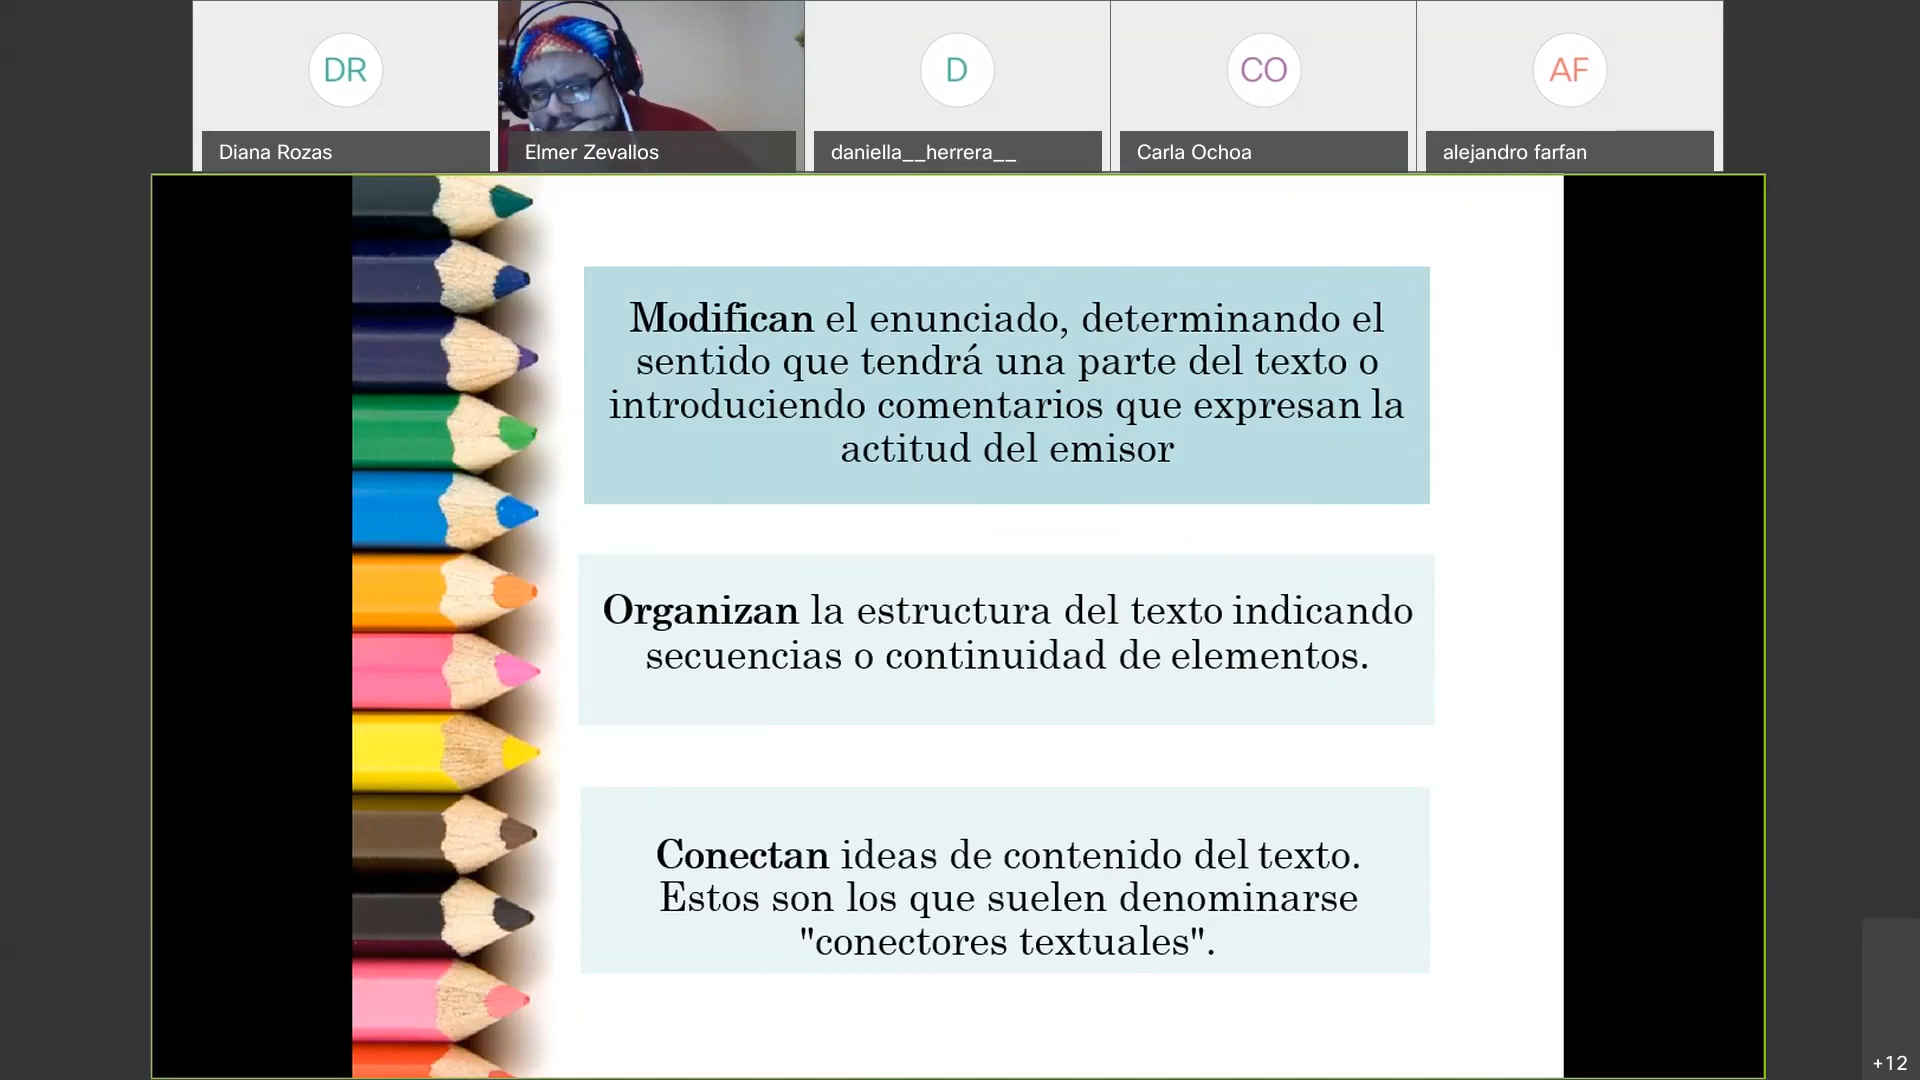 DR
D
CO
AF
Diana Rozas
Elmer Zevallos
daniella__herrera__
Carla Ochoa
alejandro farfan
Modifican el enunciado, determinando el
sentido que tendrá una parte del texto o
introduciendo comentarios que expresan la
actitud del emisor
Organizan la estructura del texto indicando
secuencias o continuidad de elementos.
Conectan ideas de contenido del texto.
Estos son los que suelen denominarse
"conectores textuales".
+12